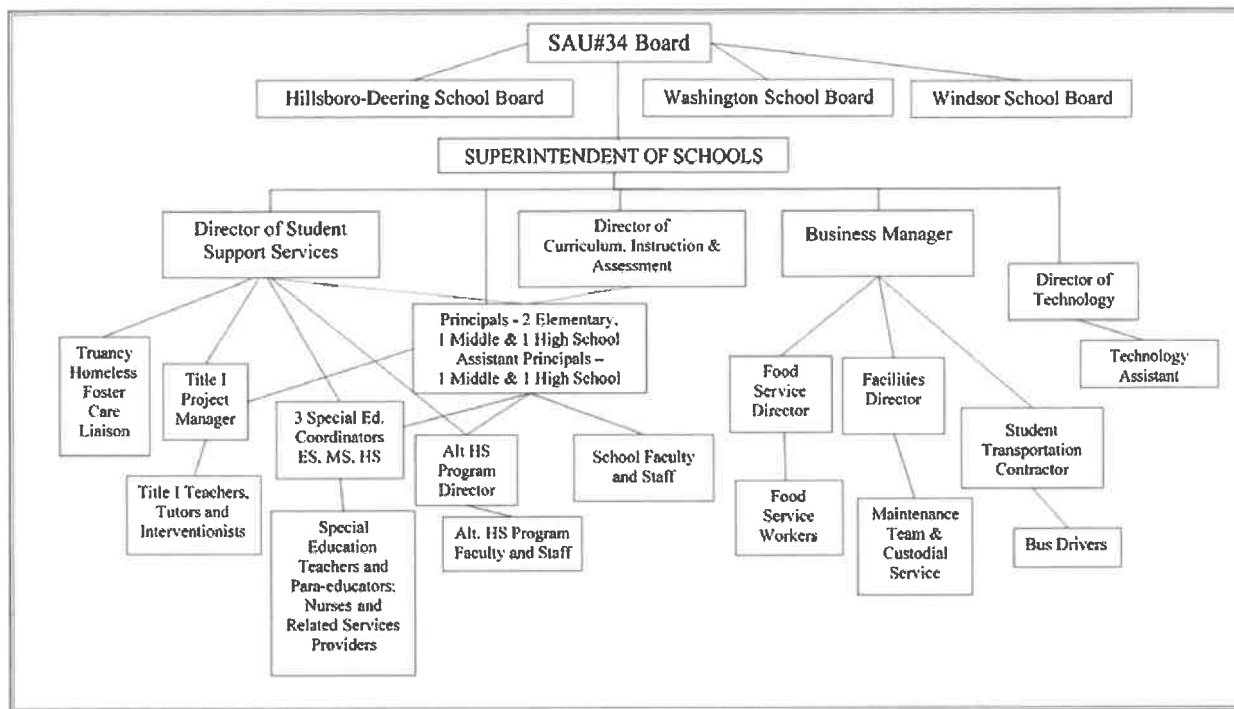 SAU#34 Board
Hillsboro-Deering School Board
Washington School Board
Windsor School Board
SUPERINTENDENT OF SCHOOLS
Director of Student
Support Services
Director of
Curriculum, Instruction &
Assessment
Business Manager
Director of
Technology
Principals - 2 Elementary,
1 Middle & 1 High School
Assistant Principals –
1 Middle & 1 High School
Truancy
Homeless
Foster
Care
Liaison
Title I
Project
Manager
3 Special Ed.
Coordinators
ES, MS, HS
Alt HS
Program
Director
School Faculty
and Staff
Food
Service
Director
Facilities
Director
Student
Transportation
Contractor
Technology
Assistant
Title I Teachers,
Tutors and
Interventionists
Special
Education
Teachers and
Para-educators;
Nurses and
Related Services
Providers
Alt. HS Program
Faculty and Staff
Food
Service
Workers
Maintenance
Team &
Custodial
Service
Bus Drivers